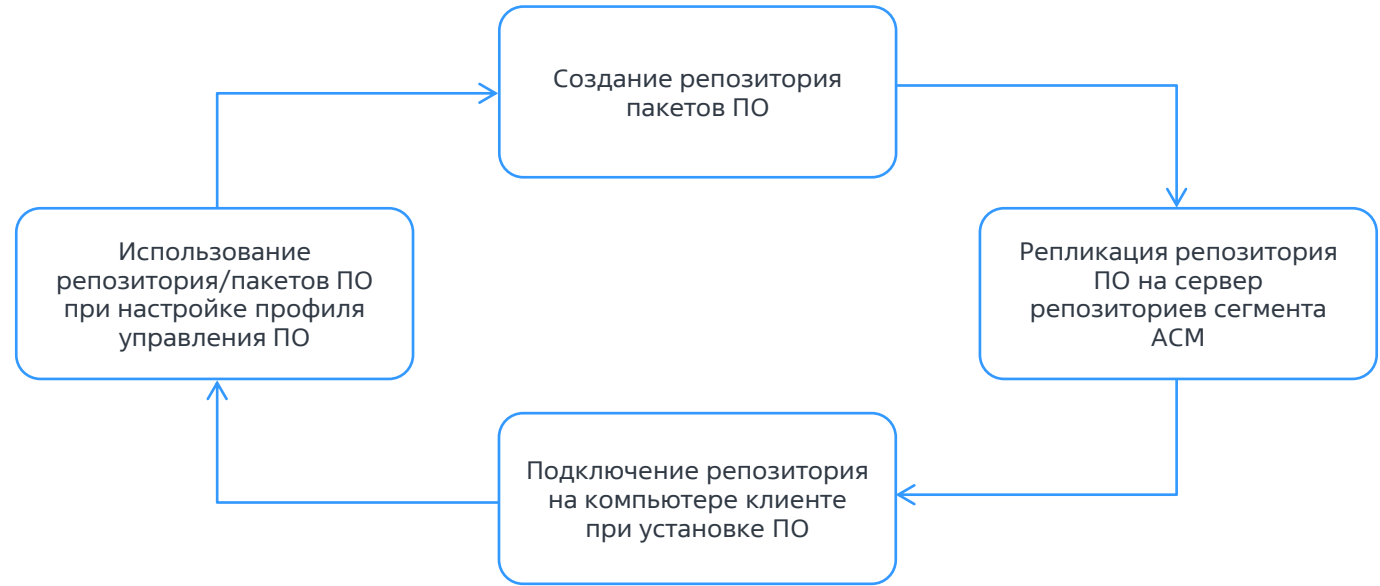 Создание репозитория
пакетов ПО
Использование
репозитория/пакетов ПО
при настройке профиля
управления ПО
Репликация репозитория
ПО на сервер
репозиториев сегмента
АСМ
Подключение репозитория
на компьютере клиенте
при установке ПО